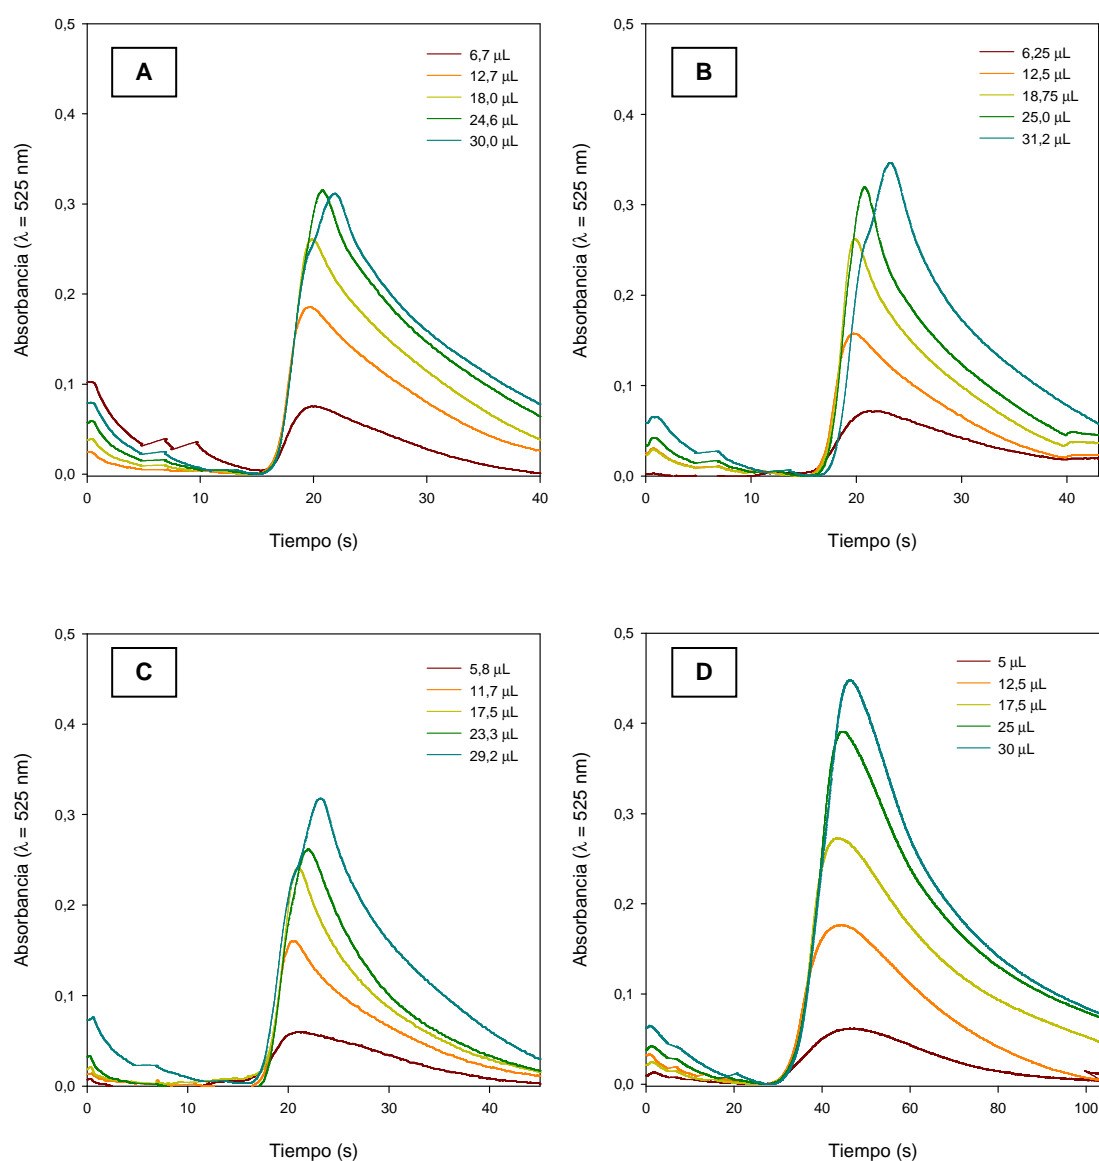 0,5
0,4
0,3
0,2
0,1
0,0
Absorbancia (λ = 525 nm)
A
6,7 μL
12,7 μL
18,0 μL
24,6 μL
30,0 μL
0 10 20 30 40
Tiempo (s)
0,5
0,4
0,3
0,2
0,1
0,0
Absorbancia (λ = 525 nm)
B
6,25 μL
12,5 μL
18,75 μL
25,0 μL
31,2 μL
0 10 20 30 40
Tiempo (s)
0,5
0,4
0,3
0,2
0,1
0,0
Absorbancia (λ = 525 nm)
C
5,8 μL
11,7 μL
17,5 μL
23,3 μL
29,2 μL
0 20 30 40
Tiempo (s)
0,5
0,4
0,3
0,2
0,1
0,0
Absorbancia (λ = 525 nm)
D
5 μL
12,5 μL
17,5 μL
25 μL
30 μL
0 20 40 60 80 100
Tiempo (s)